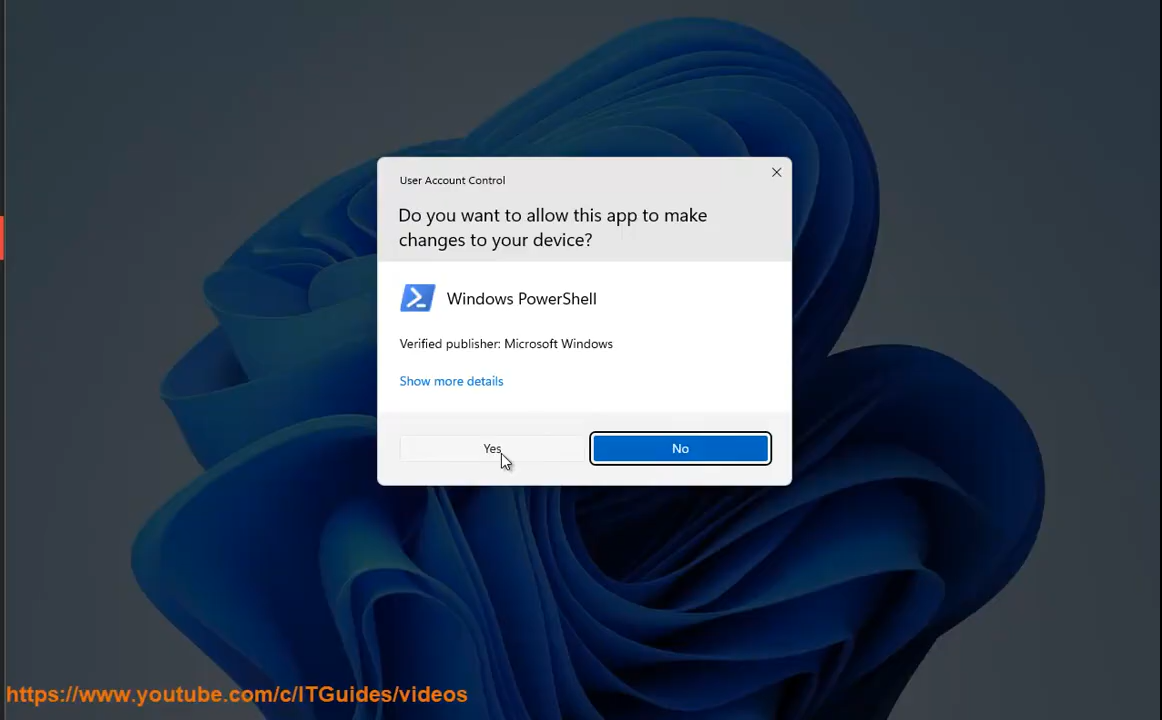 User Account Control
Do you want to allow this app to make
changes to your device?
Windows PowerShell
Verified publisher: Microsoft Windows
Show more details
Yes
No
https://www.youtube.com/c/ITGuides/videos